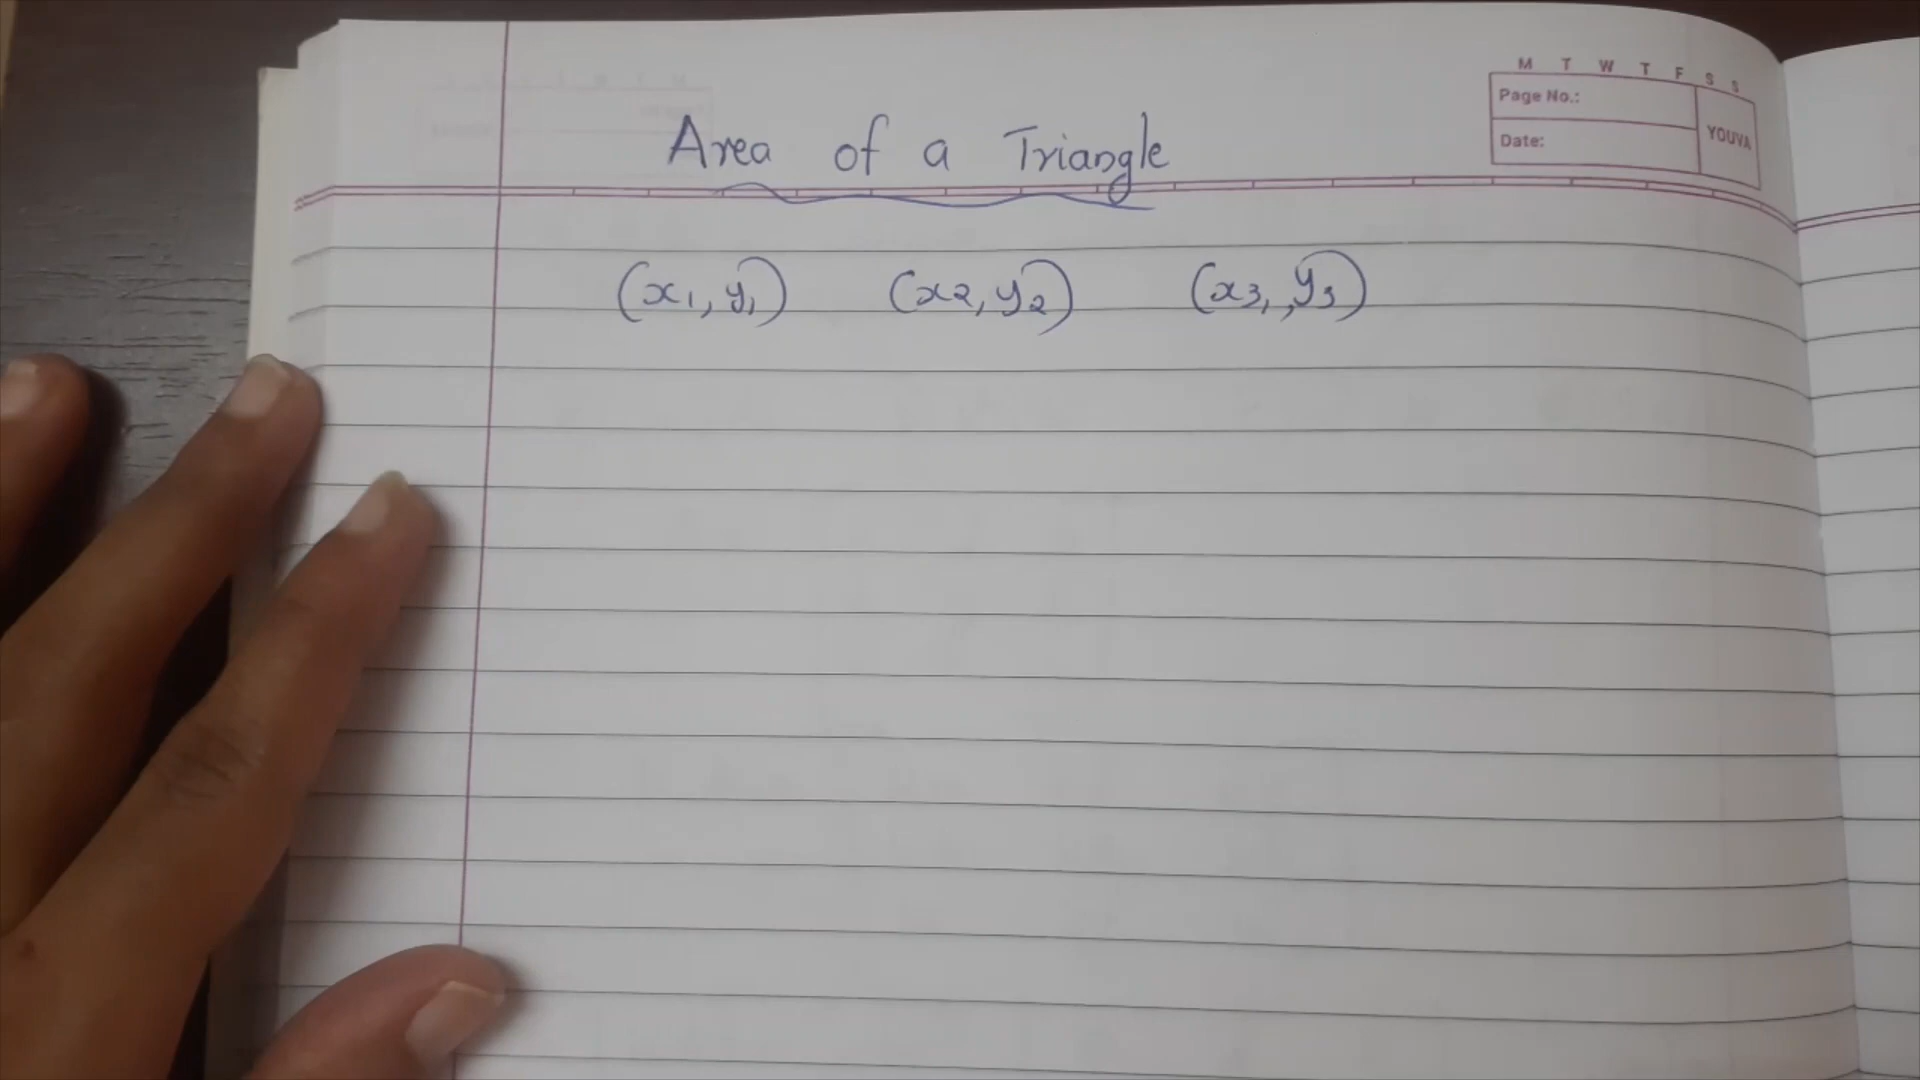 M T W T F S S
Page No.:
YOUVA
Date:
Area of a Triangle
(x1, y1) (x2, y2) (x3, , y3)